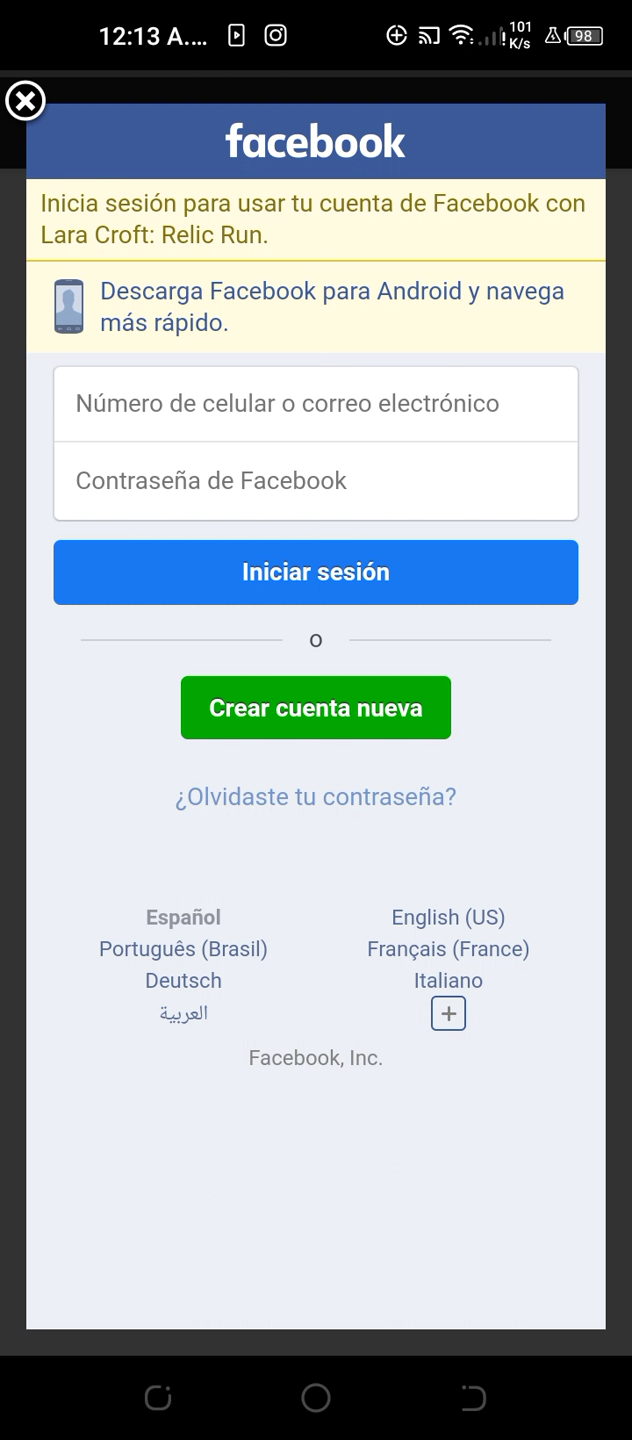 12:13 A.... 101 K/s 98
facebook
Inicia sesión para usar tu cuenta de Facebook con
Lara Croft: Relic Run.
Descarga Facebook para Android y navega
más rápido.
Número de celular o correo electrónico
Contraseña de Facebook
Iniciar sesión
o
Crear cuenta nueva
¿Olvidaste tu contraseña?
Español English (US)
Português (Brasil) Français (France)
Deutsch Italiano
العربية +
Facebook, Inc.